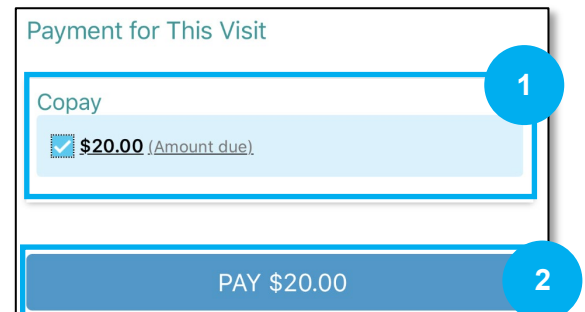 Payment for This Visit
1
Copay
$20.00 (Amount due)
PAY $20.00
2